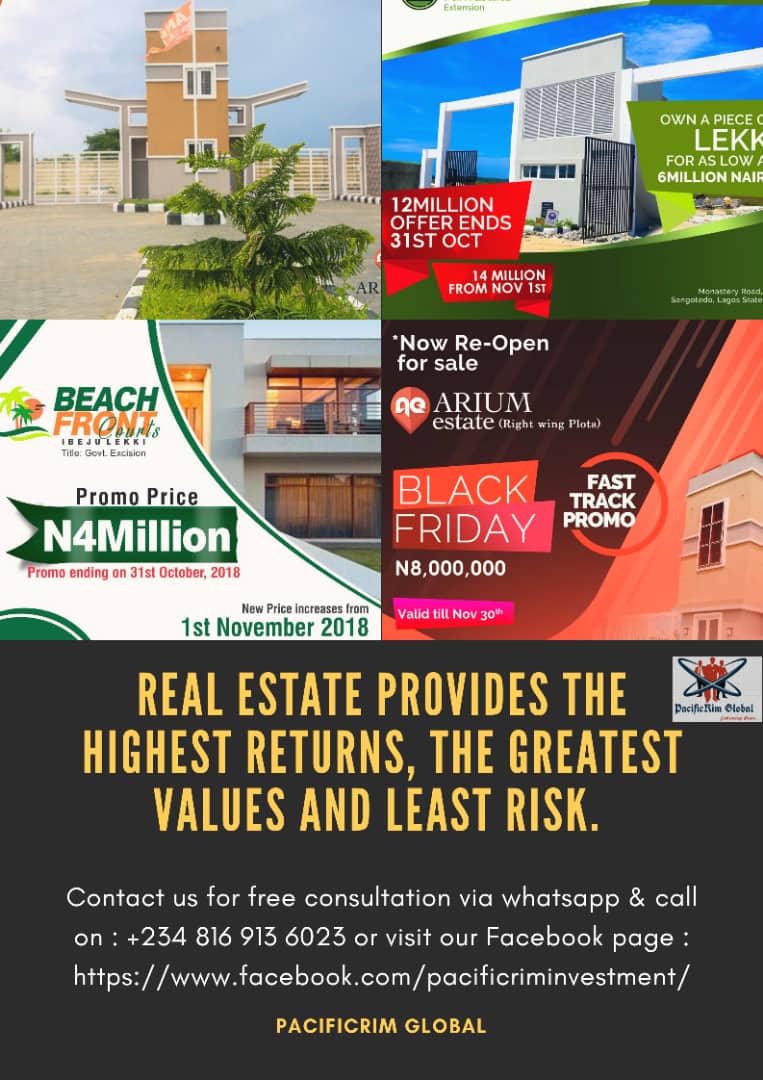 AR
Extension
OWN A PIECE O
LEKK
FOR AS LOW A
6MILLION NAIR
12MILLION
OFFER ENDS
31ST OCT
14 MILLION
FROM NOV 1ST
Monastery Road,
Sangotedo, Lagos State
BEACH
FRONT
Courts
IBEJU LEKKI
Title: Govt. Excision
Promo Price
N4Million
Promo ending on 31st October, 2018
New Price increases from
1st November 2018
*Now Re-Open
for sale
ae ARIUM
estate (Right wing Plots)
BLACK
FRIDAY
FAST
TRACK
PROMO
N8,000,000
Valid till Nov 30th
PacificRim Global
REAL ESTATE PROVIDES THE
HIGHEST RETURNS, THE GREATEST
VALUES AND LEAST RISK.
Contact us for free consultation via whatsapp & call
on : +234 816 913 6023 or visit our Facebook page :
https://www.facebook.com/pacificriminvestment/
PACIFICRIM GLOBAL